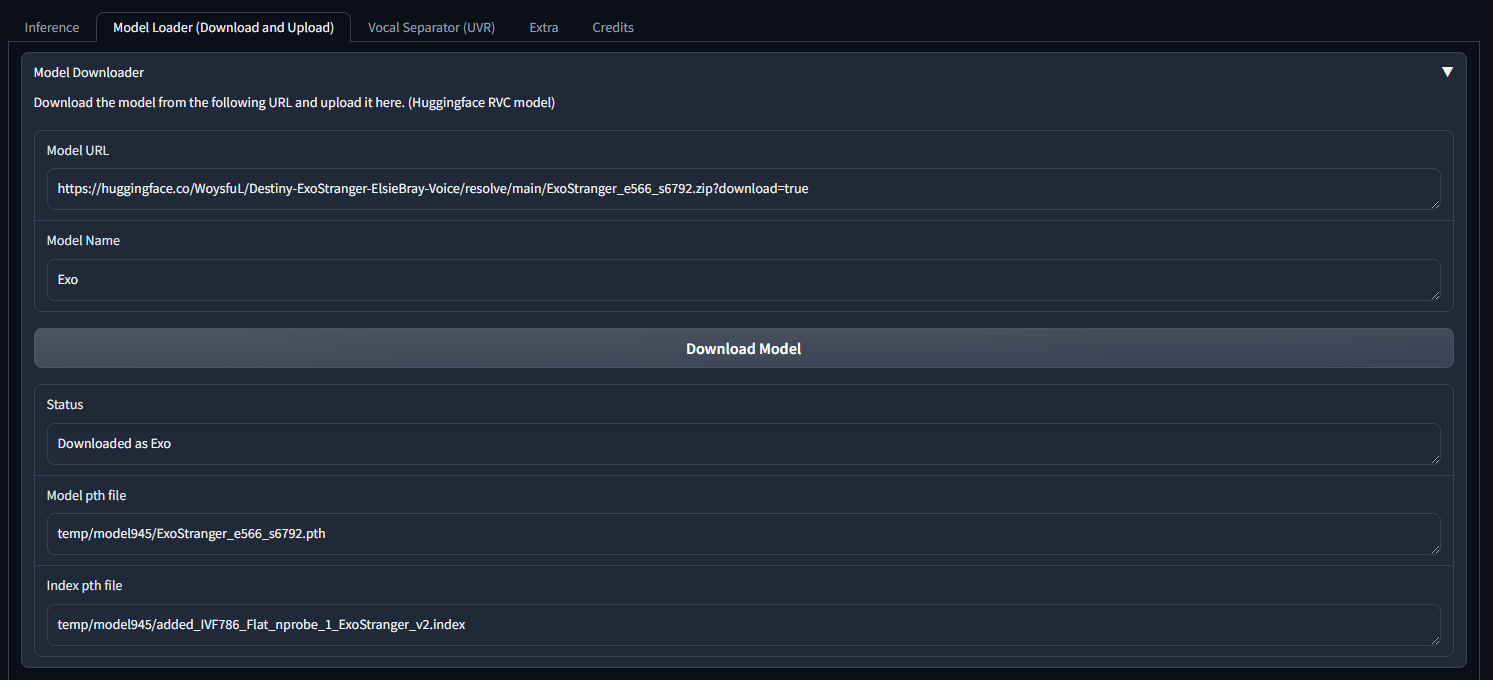 Inference
Model Loader (Download and Upload)
Vocal Separator (UVR)
Extra
Credits
Model Downloader
Download the model from the following URL and upload it here. (Huggingface RVC model)
Model URL
https://huggingface.co/WoysfuL/Destiny-ExoStranger-ElsieBray-Voice/resolve/main/ExoStranger_e566_s6792.zip?download=true
Model Name
Exo
Download Model
Status
Downloaded as Exo
Model pth file
temp/model945/ExoStranger_e566_s6792.pth
Index pth file
temp/model945/added_IVF786_Flat_nprobe_1_ExoStranger_v2.index